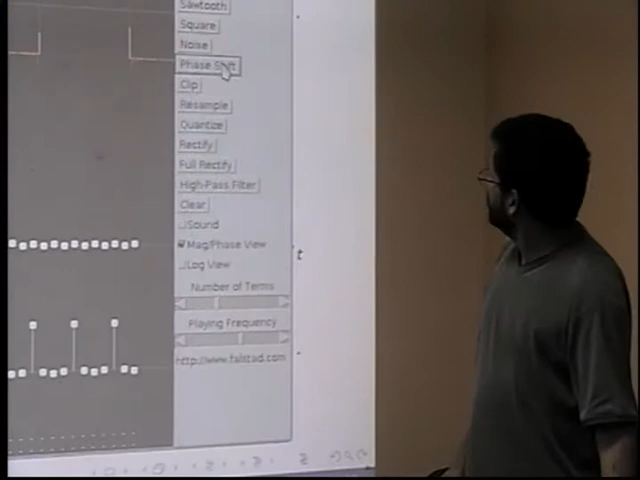 Sawtooth
Square
Noise
Phase Shift
Clip
Resample
Quantize
Rectify
Full Rectify
High-Pass Filter
Clear
Sound
Mag/Phase View
Log View
Number of Terms
Playing Frequency
http://www.falstad.com
t